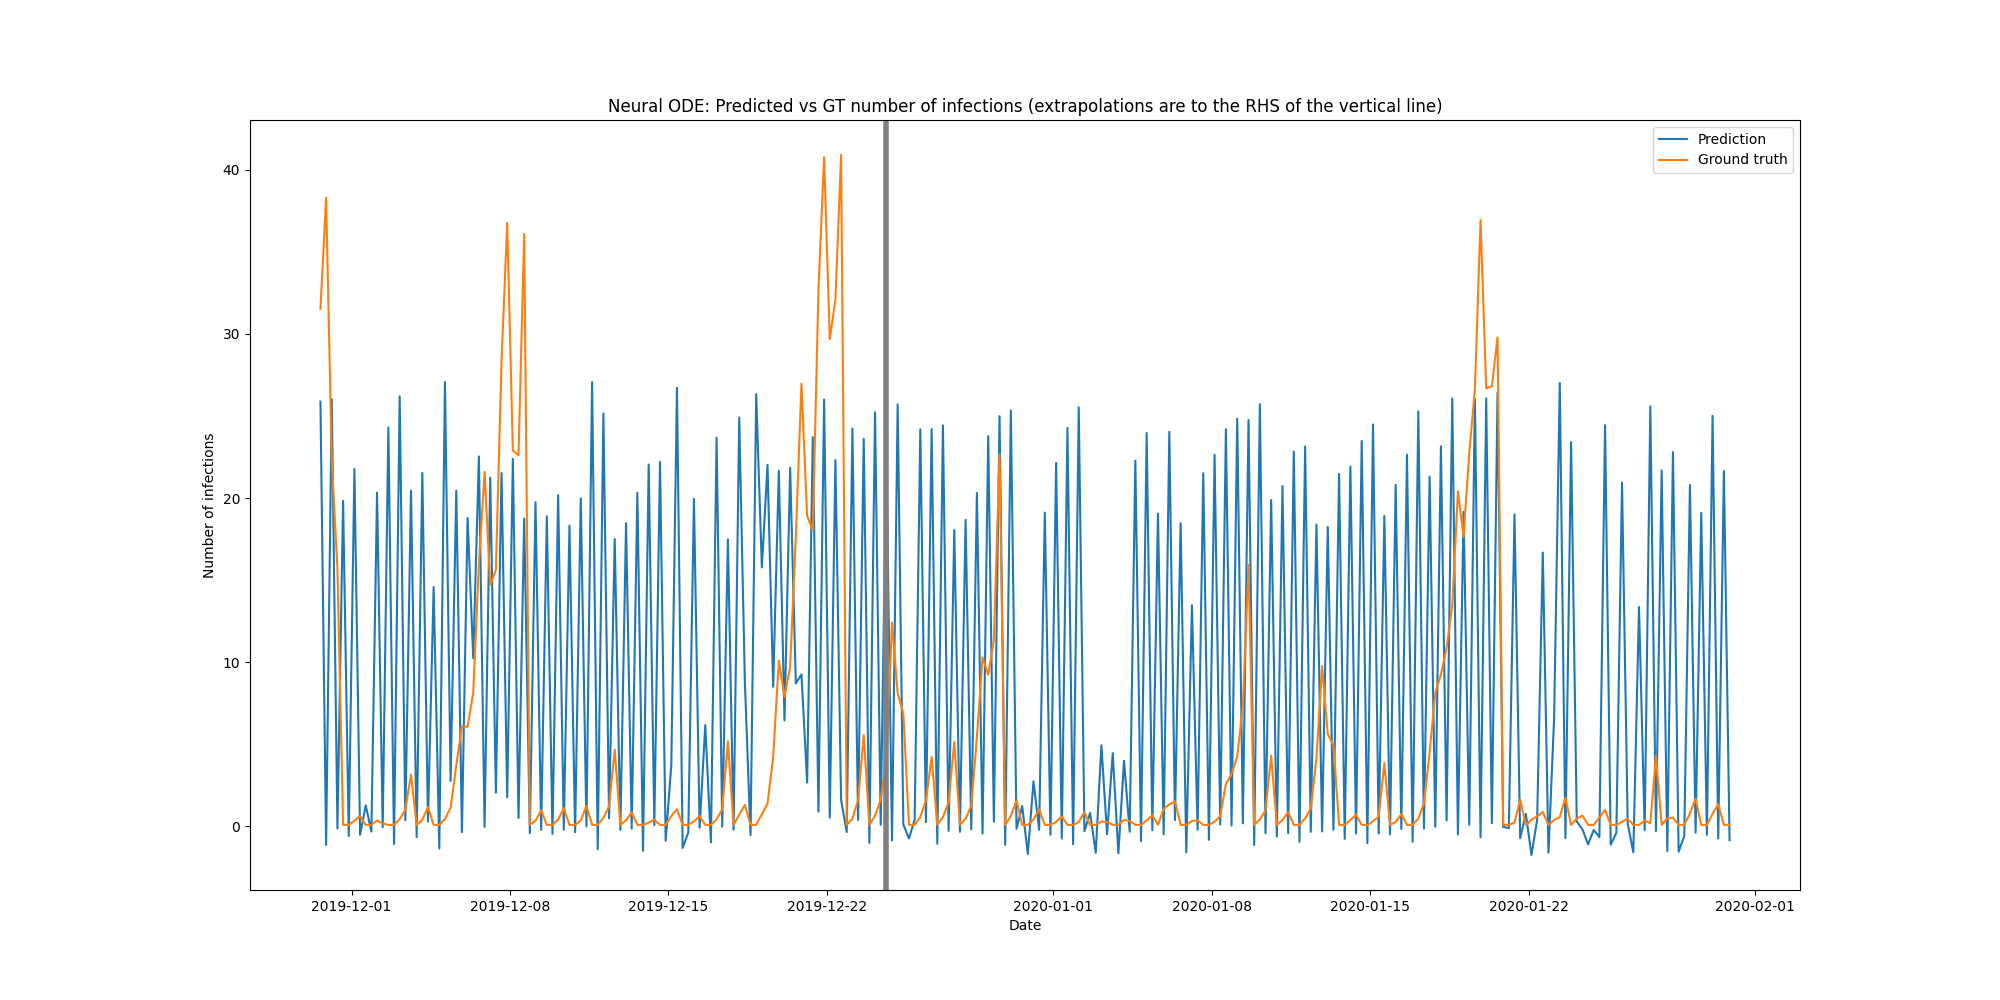 Neural ODE: Predicted vs GT number of infections (extrapolations are to the RHS of the vertical line)
Prediction
Ground truth
40
30
20
10
0
Number of infections
2019-12-01
2019-12-08
2019-12-15
2019-12-22
2020-01-01
2020-01-08
2020-01-15
2020-01-22
2020-02-01
Date